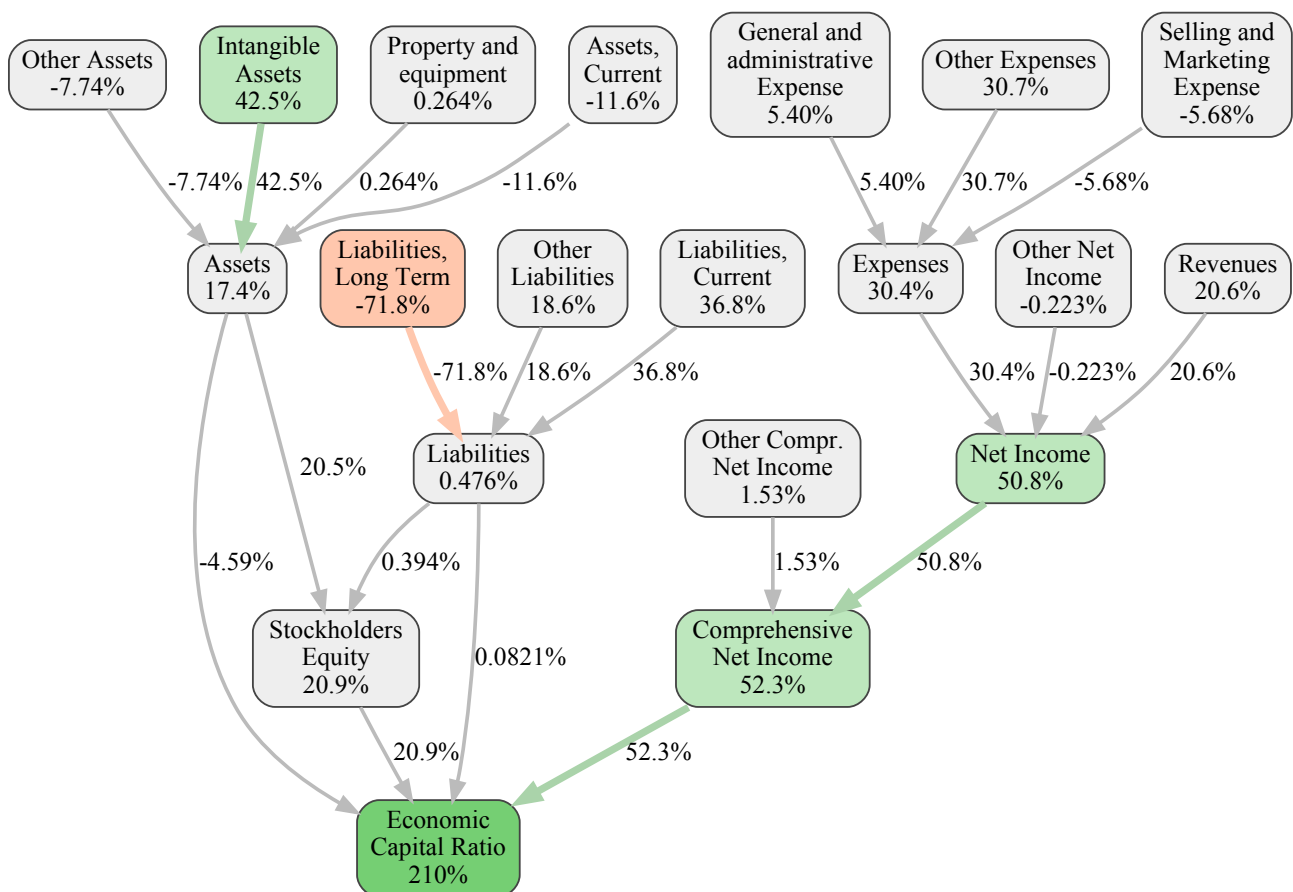 Other Assets
-7.74%
Intangible
Assets
42.5%
Property and
equipment
0.264%
Assets,
Current
-11.6%
General and
administrative
Expense
5.40%
Other Expenses
30.7%
Selling and
Marketing
Expense
-5.68%
-7.74%
42.5%
0.264%
-11.6%
5.40%
30.7%
-5.68%
Assets
17.4%
Liabilities,
Long Term
-71.8%
Other
Liabilities
18.6%
Liabilities,
Current
36.8%
Expenses
30.4%
Other Net
Income
-0.223%
Revenues
20.6%
-71.8%
18.6%
36.8%
30.4%
-0.223%
20.6%
20.5%
Liabilities
0.476%
Other Compr.
Net Income
1.53%
Net Income
50.8%
-4.59%
0.394%
1.53%
50.8%
Stockholders
Equity
20.9%
0.0821%
Comprehensive
Net Income
52.3%
20.9%
52.3%
Economic
Capital Ratio
210%